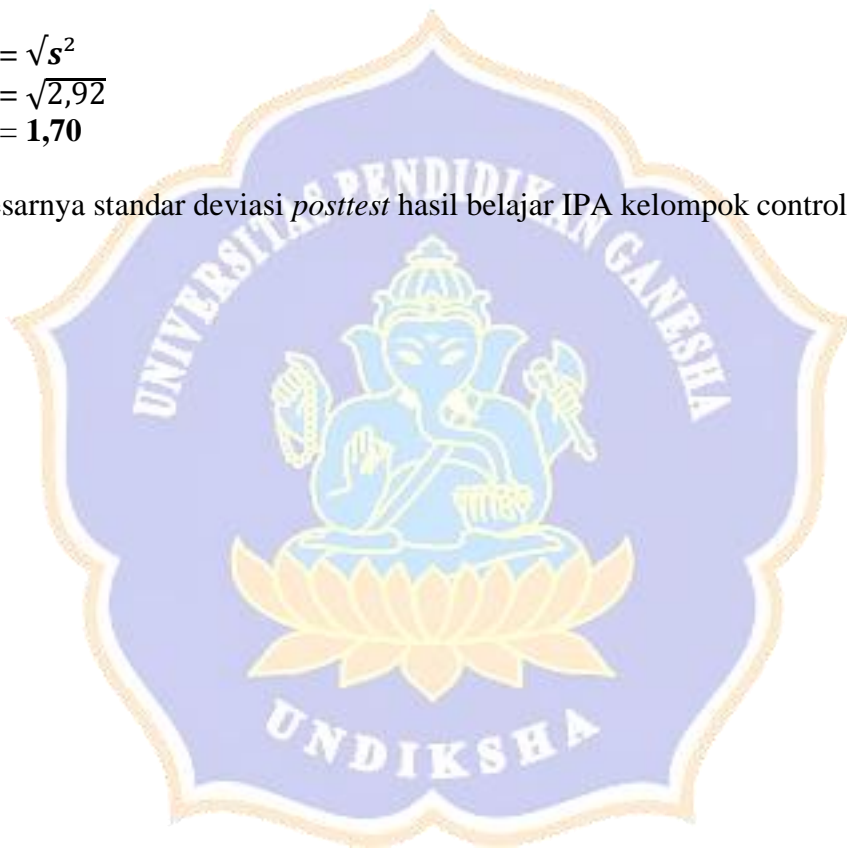 = √s²
= √2,92
= 1,70
UNIVERSITAS PENDIDIKAN GANESHA
sarnya standar deviasi posttest hasil belajar IPA kelompok control
UNDIKSHA